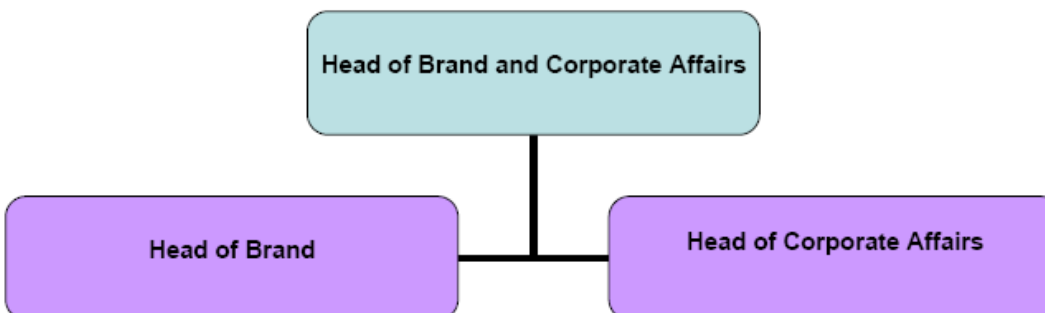 Head of Brand and Corporate Affairs
Head of Brand
Head of Corporate Affairs